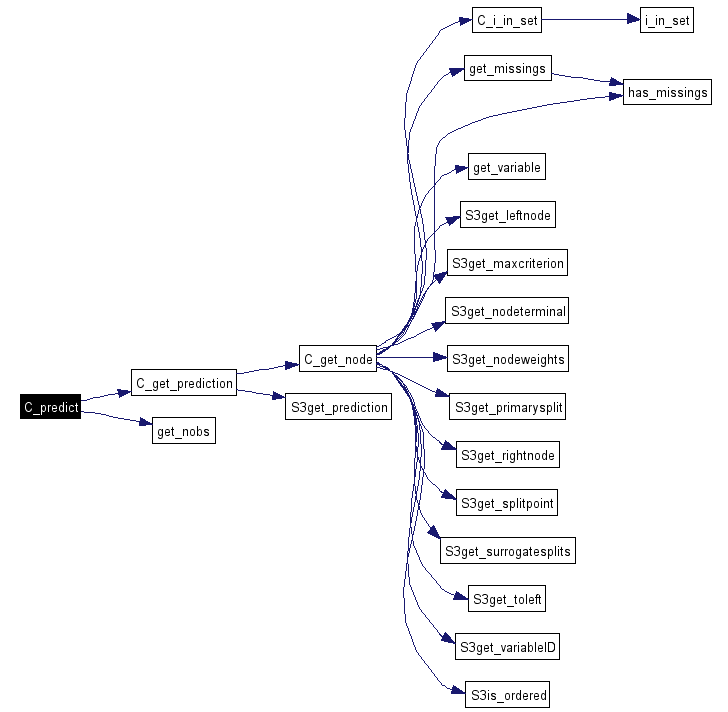 C_i_in_set
i_in_set
get_missings
has_missings
get_variable
S3get_leftnode
S3get_maxcriterion
S3get_nodeterminal
C_get_node
S3get_nodeweights
C_get_prediction
C_predict
S3get_prediction
S3get_primarysplit
get_nobs
S3get_rightnode
S3get_splitpoint
S3get_surrogatesplits
S3get_toleft
S3get_variableID
S3is_ordered